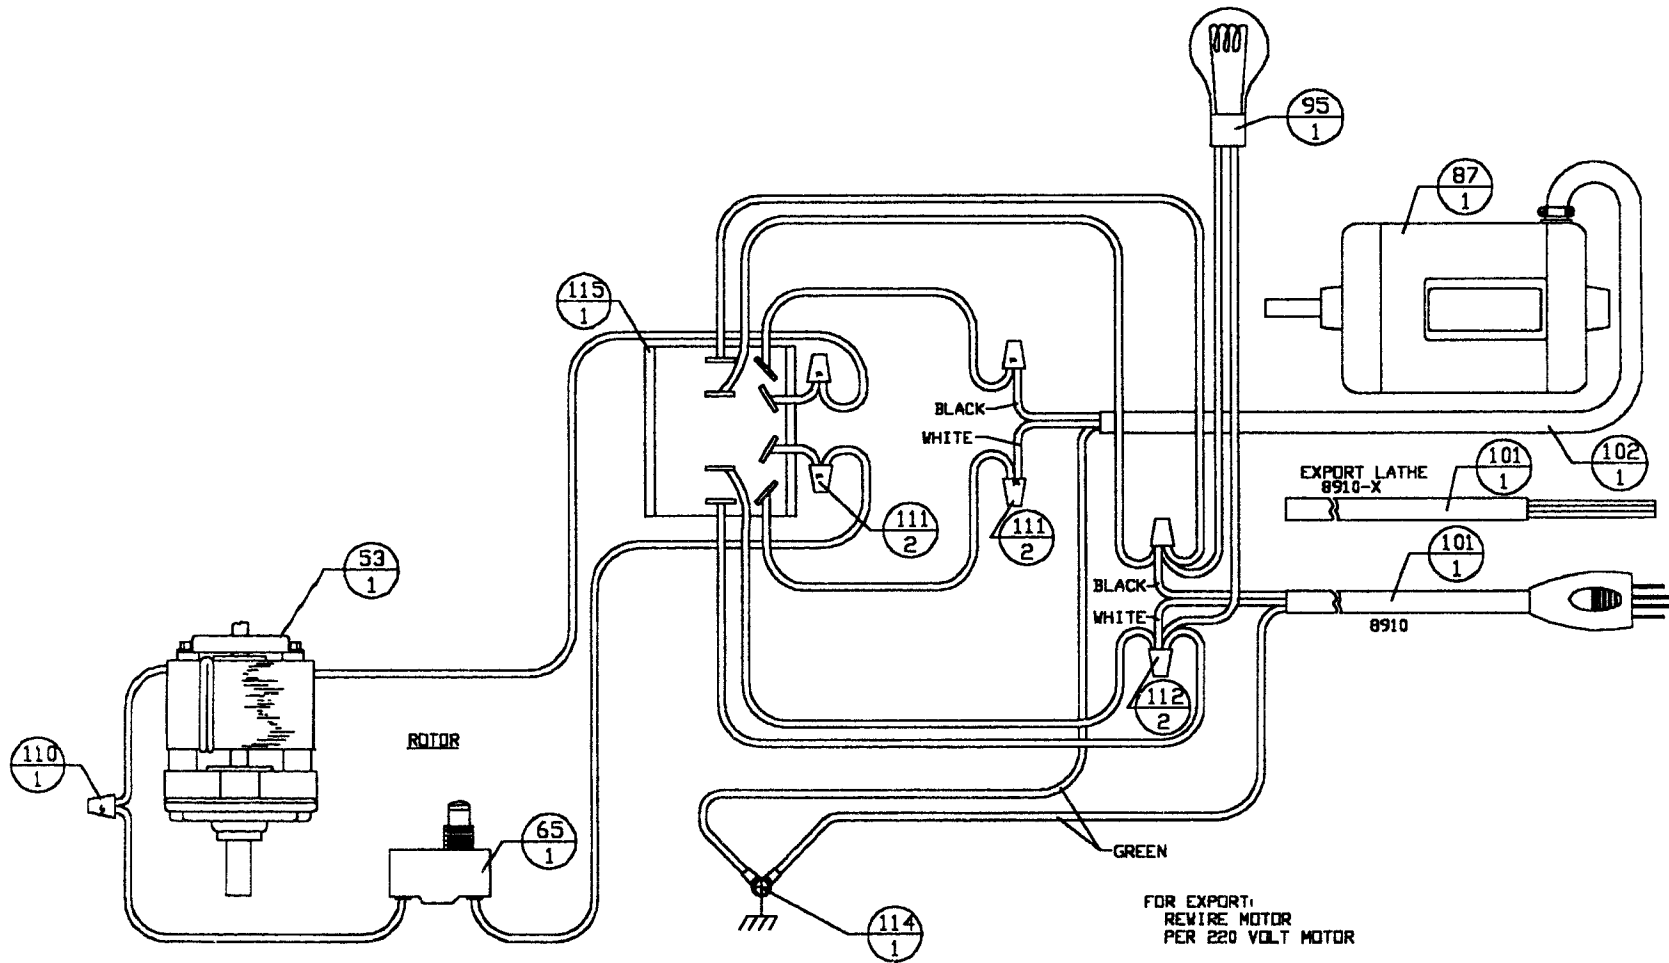 95
1
87
1
115
1
BLACK
WHITE
102
1
EXPORT LATHE
8910-X
101
1
111
2
111
2
53
1
101
1
BLACK
WHITE
8910
112
2
ROTOR
110
1
65
1
GREEN
114
1
FOR EXPORT:
REWIRE MOTOR
PER 220 VOLT MOTOR